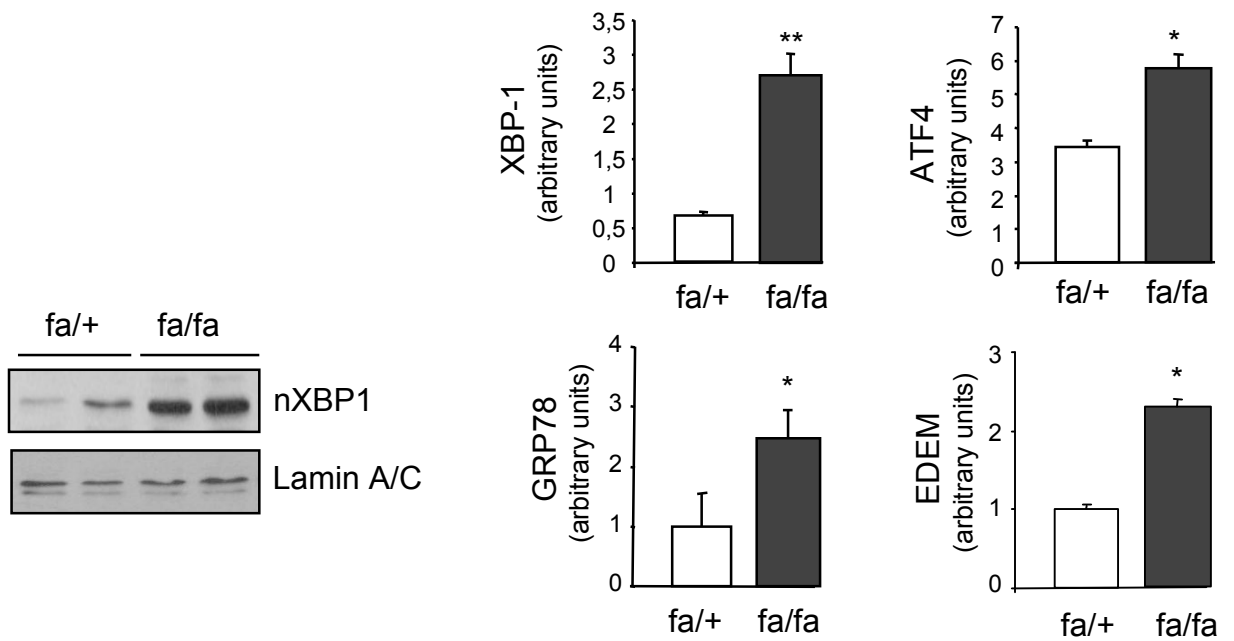 fa/+ fa/fa
nXBP1
Lamin A/C
XBP-1
(arbitrary units)
3,5
3
2,5
2
1,5
1
0,5
0
**
fa/+ fa/fa
ATF4
(arbitrary units)
7
6
5
4
3
2
1
0
*
fa/+ fa/fa
GRP78
(arbitrary units)
4
3
2
1
0
*
fa/+ fa/fa
EDEM
(arbitrary units)
3
2
1
0
*
fa/+ fa/fa